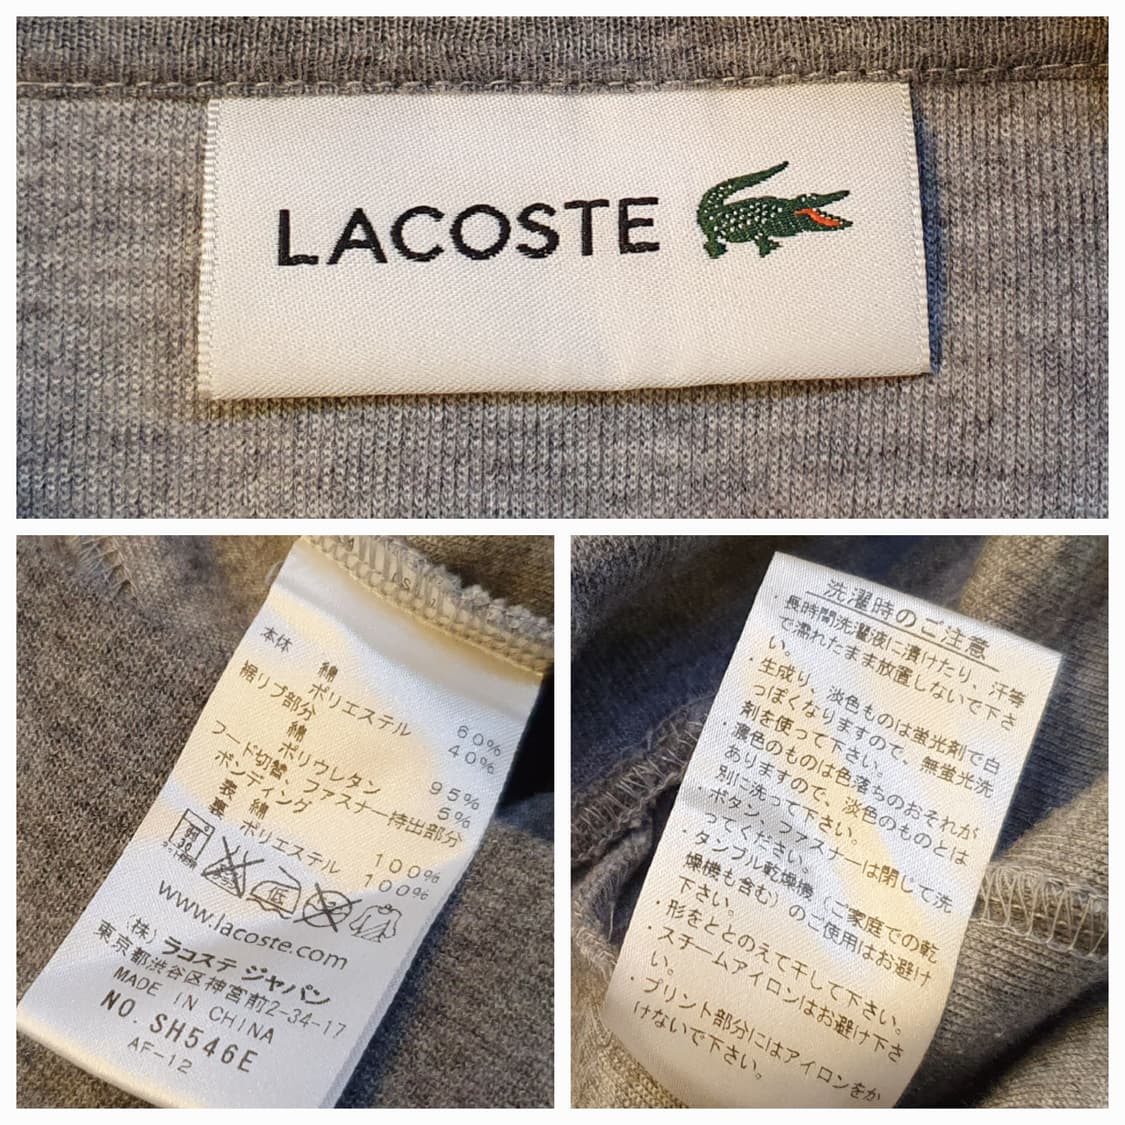 LACOSTE
本体
綿 60%
ポリエステル 40%
裾リブ部分
綿 95%
ポリウレタン 5%
フード切替、ファスナー持出部分
ボンディング
表 綿 100%
裏 ポリエステル 100%
低
www.lacoste.com
(株) ラコステ ジャパン
東京都渋谷区神宮前2-34-17
MADE IN CHINA
NO. SH546E
AF-12
洗濯時のご注意
・長時間洗濯液に漬けたり、汗等
で濡れたまま放置しないで下さ
い。
・生成り、淡色ものは蛍光剤で白
っぽくなりますので、無蛍光洗
剤を使って下さい。
・濃色のものは色落ちのおそれが
ありますので、淡色のものとは
別に洗って下さい。
・ボタン、ファスナーは閉じて洗
ってください。
・タンブル乾燥機（ご家庭での乾
燥機も含む）のご使用はお避け
下さい。
・形をととのえて干して下さい。
・スチームアイロンはお避け下さ
い。
・プリント部分にはアイロンをか
けないで下さい。